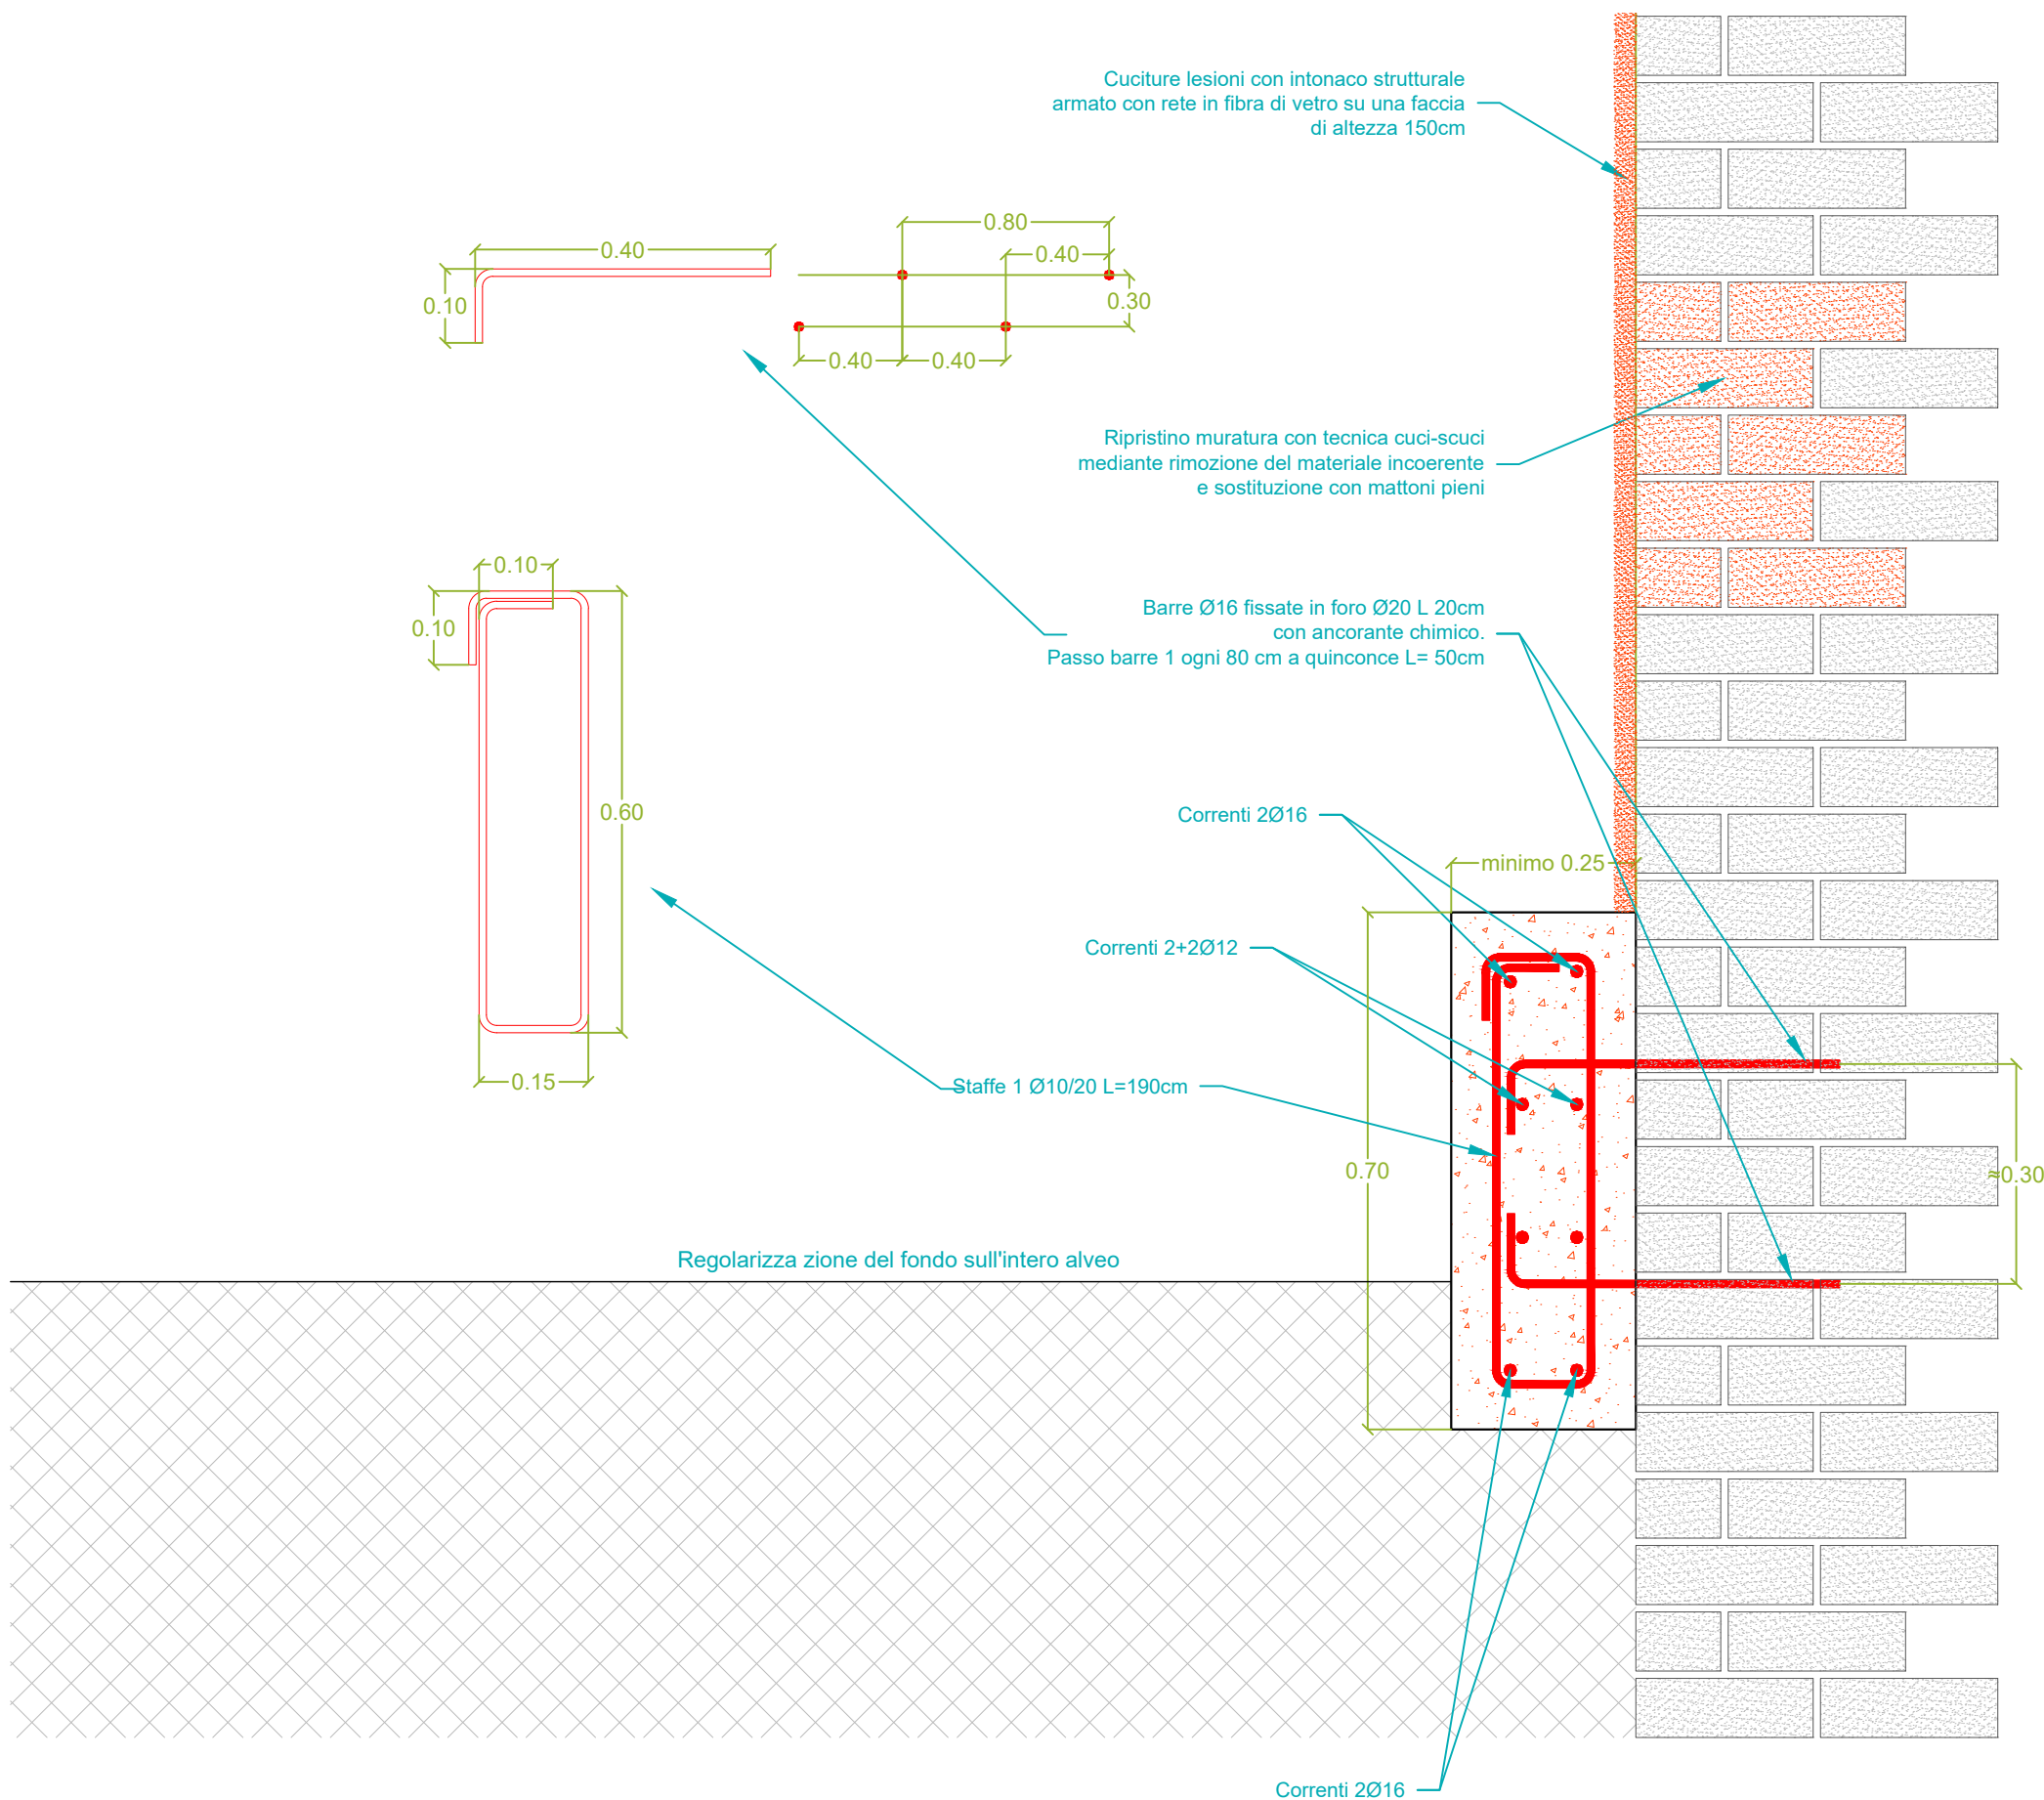 Cuciture lesioni con intonaco strutturale
armato con rete in fibra di vetro su una faccia
di altezza 150cm
0.80
0.40
0.40
0.10
0.30
0.40
0.40
Ripristino muratura con tecnica cuci-scuci
mediante rimozione del materiale incoerente
e sostituzione con mattoni pieni
0.10
0.10
0.60
0.15
Barre Ø16 fissate in foro Ø20 L 20cm
con ancorante chimico.
Passo barre 1 ogni 80 cm a quinconce L= 50cm
Correnti 2Ø16
minimo 0.25
Correnti 2+2Ø12
Staffe 1 Ø10/20 L=190cm
0.70
≈0.30
Regolarizza zione del fondo sull'intero alveo
Correnti 2Ø16